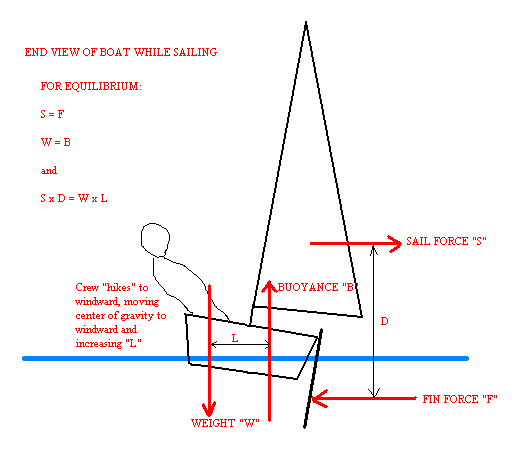 END VIEW OF BOAT WHILE SAILING
FOR EQUILIBRIUM:
S = F
W = B
and
S x D = W x L
SAIL FORCE "S"
Crew "hikes" to
windward, moving
center of gravity to
windward and
increasing "L"
BUOYANCE "B"
D
L
FIN FORCE "F"
WEIGHT "W"